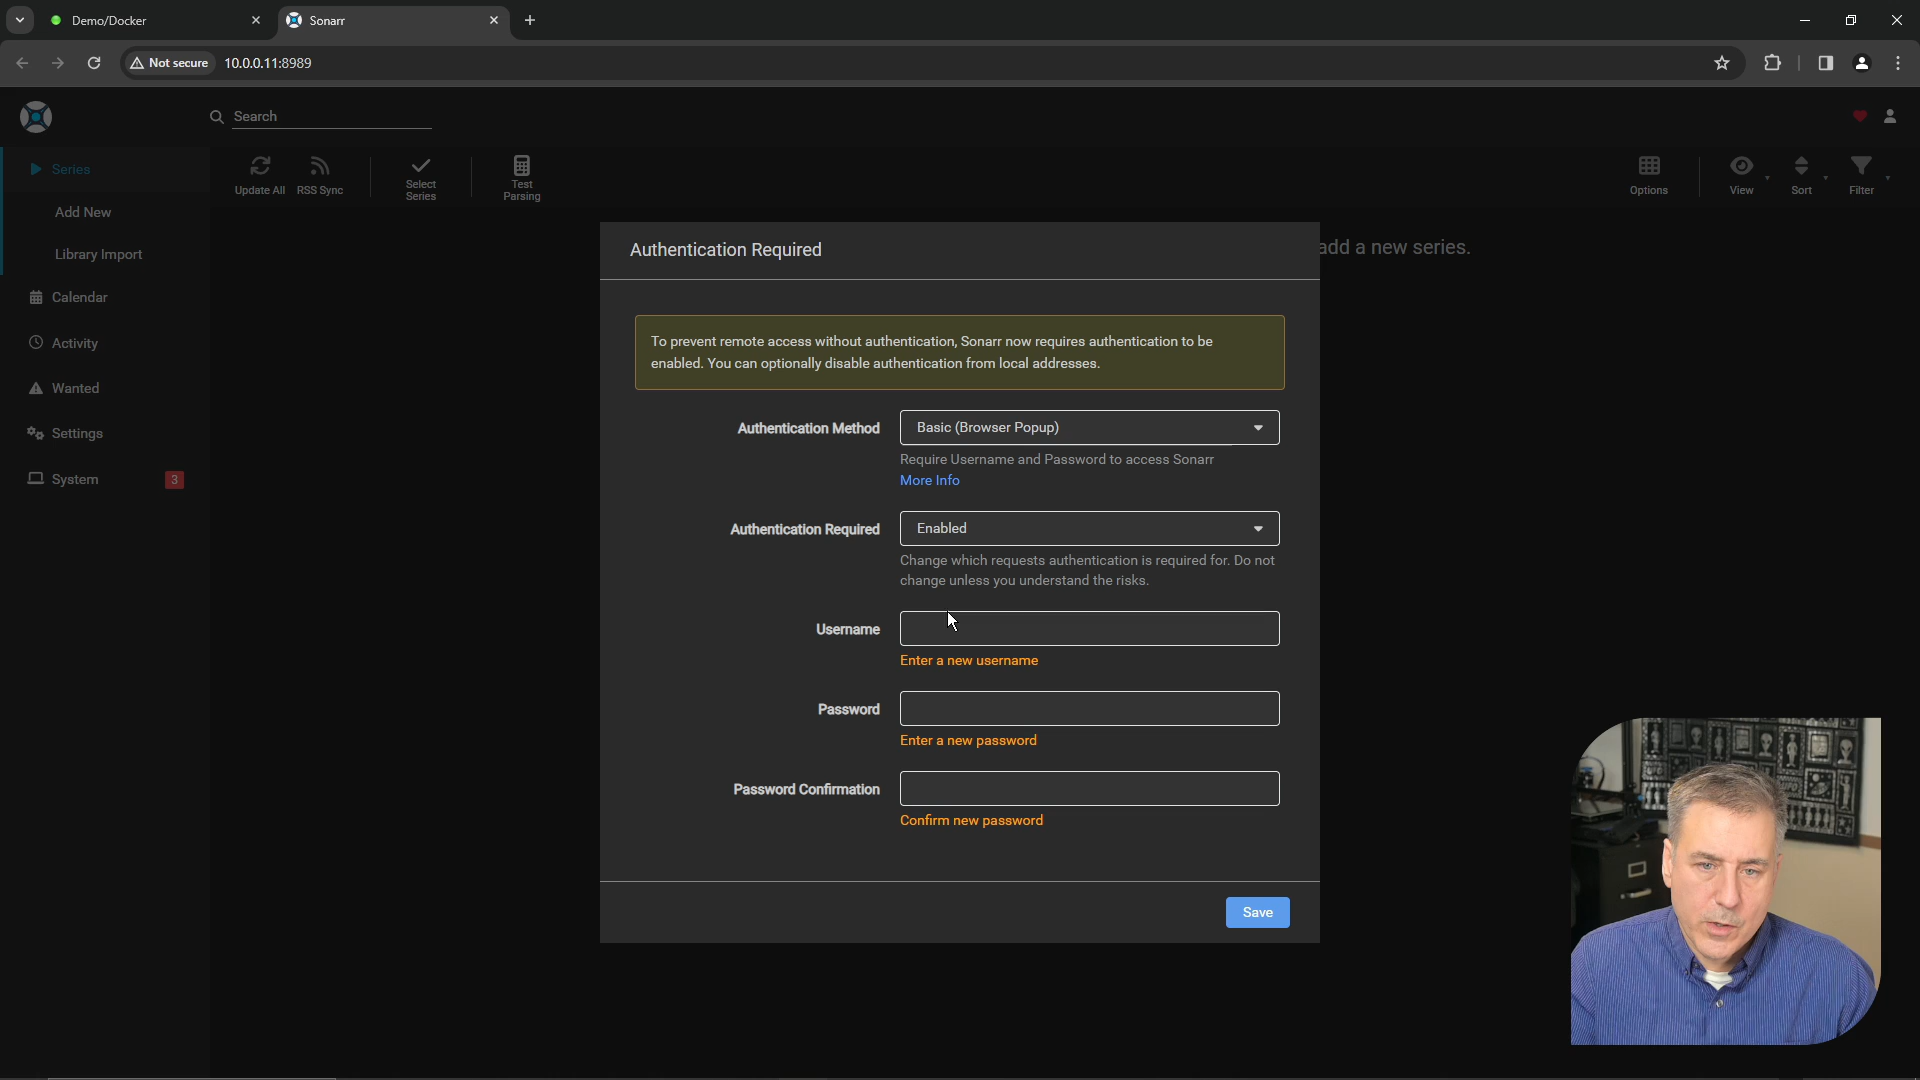 Demo/Docker
Sonarr
Not secure
10.0.0.11:8989
Search
Series
Add New
Library Import
Calendar
Activity
Wanted
Settings
System
3
Update All
RSS Sync
Select
Series
Test
Parsing
Options
View
Sort
Filter
add a new series.
Authentication Required
To prevent remote access without authentication, Sonarr now requires authentication to be
enabled. You can optionally disable authentication from local addresses.
Authentication Method
Basic (Browser Popup)
Require Username and Password to access Sonarr
More Info
Authentication Required
Enabled
Change which requests authentication is required for. Do not
change unless you understand the risks.
Username
Enter a new username
Password
Enter a new password
Password Confirmation
Confirm new password
Save